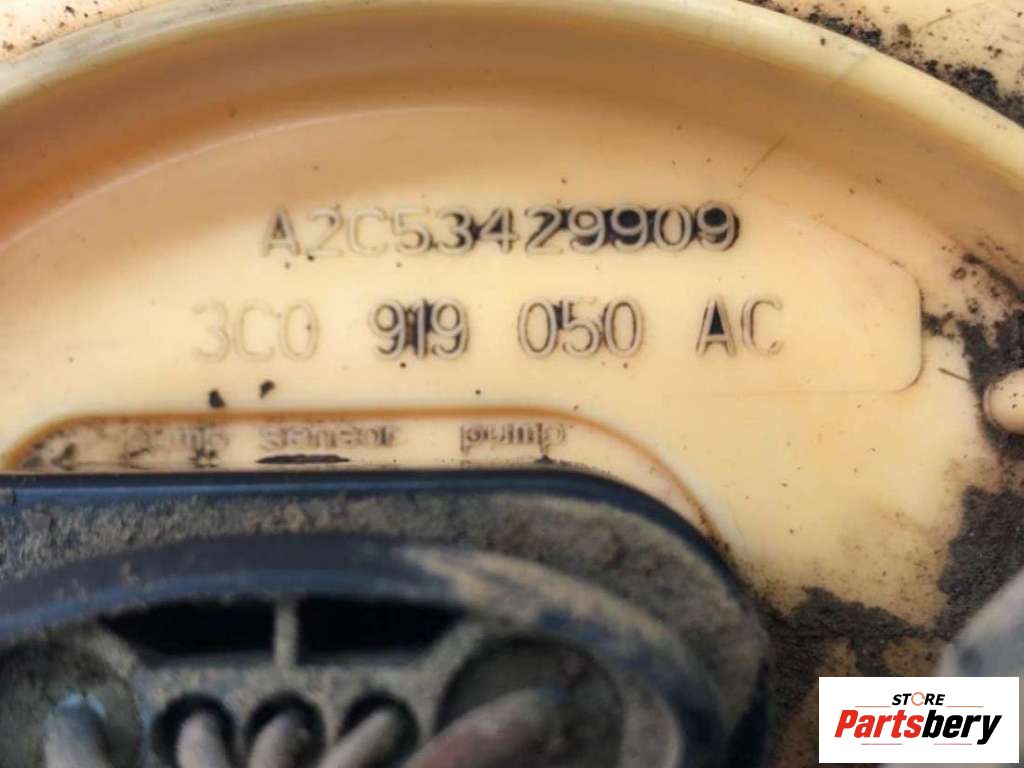 A2C53429909
3C0 919 050 AC
sensor pump
STORE
Partsbery